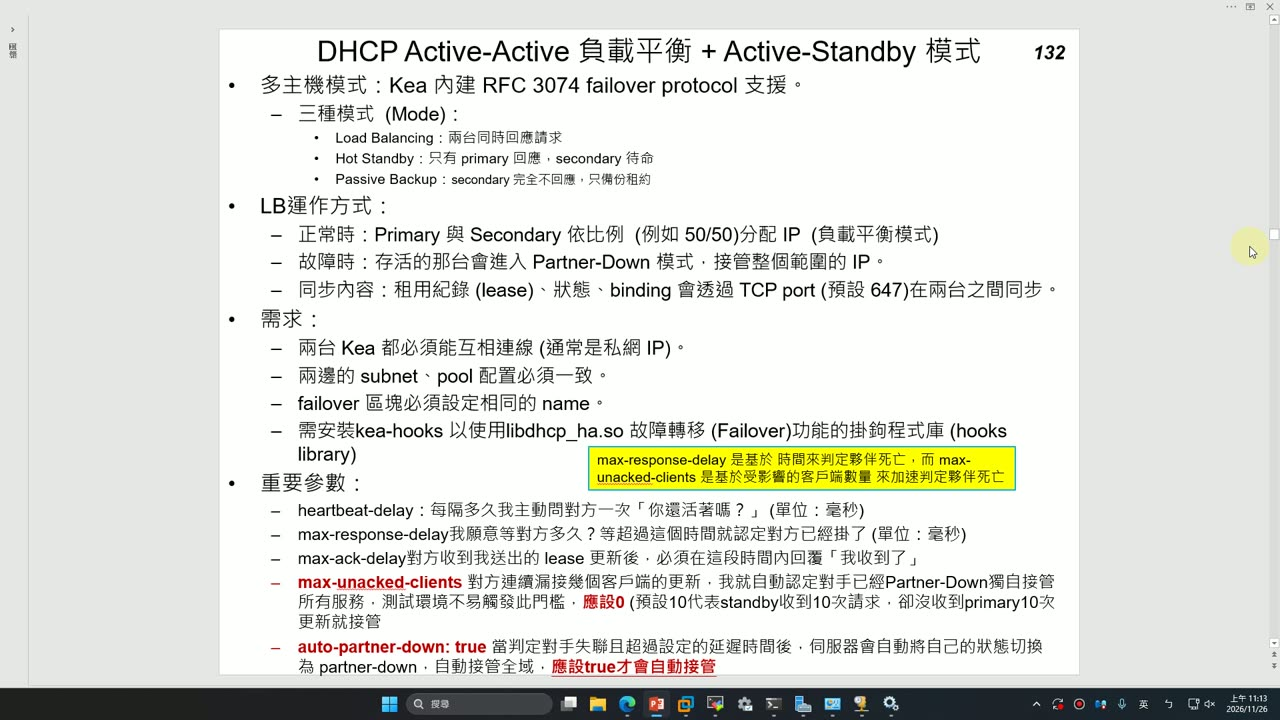 DHCP Active-Active 負載平衡 + Active-Standby 模式
132
• 多主機模式：Kea 內建 RFC 3074 failover protocol 支援。
– 三種模式 (Mode)：
• Load Balancing：兩台同時回應請求
• Hot Standby：只有 primary 回應，secondary 待命
• Passive Backup：secondary 完全不回應，只備份租約
• LB運作方式：
– 正常時：Primary 與 Secondary 依比例 (例如 50/50)分配 IP (負載平衡模式)
– 故障時：存活的那台會進入 Partner-Down 模式，接管整個範圍的 IP。
– 同步內容：租用紀錄 (lease)、狀態、binding 會透過 TCP port (預設 647)在兩台之間同步。
• 需求：
– 兩台 Kea 都必須能互相連線 (通常是私網 IP)。
– 兩邊的 subnet、pool 配置必須一致。
– failover 區塊必須設定相同的 name。
– 需安裝kea-hooks 以使用libdhcp_ha.so 故障轉移 (Failover)功能的掛鉤程式庫 (hooks
library)
max-response-delay 是基於 時間來判定夥伴死亡，而 max-
unacked-clients 是基於受影響的客戶端數量 來加速判定夥伴死亡
• 重要參數：
– heartbeat-delay：每隔多久我主動問對方一次「你還活著嗎？」 (單位：毫秒)
– max-response-delay我願意等對方多久？等超過這個時間就認定對方已經掛了 (單位：毫秒)
– max-ack-delay對方收到我送出的 lease 更新後，必須在這段時間內回覆「我收到了」
– max-unacked-clients 對方連續漏接幾個客戶端的更新，我就自動認定對手已經Partner-Down獨自接管
所有服務，測試環境不易觸發此門檻，應設0 (預設10代表standby收到10次請求，卻沒收到primary10次
更新就接管
– auto-partner-down: true 當判定對手失聯且超過設定的延遲時間後，伺服器會自動將自己的狀態切換
為 partner-down，自動接管全域，應設true才會自動接管
搜尋
英
上午 11:13
2026/11/26